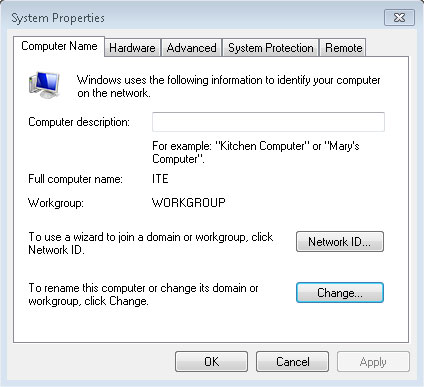 System Properties
Computer Name
Hardware
Advanced
System Protection
Remote
Windows uses the following information to identify your computer
on the network.
Computer description:
For example: "Kitchen Computer" or "Mary's
Computer".
Full computer name: ITE
Workgroup: WORKGROUP
To use a wizard to join a domain or workgroup, click
Network ID.
Network ID...
To rename this computer or change its domain or
workgroup, click Change.
Change...
OK
Cancel
Apply